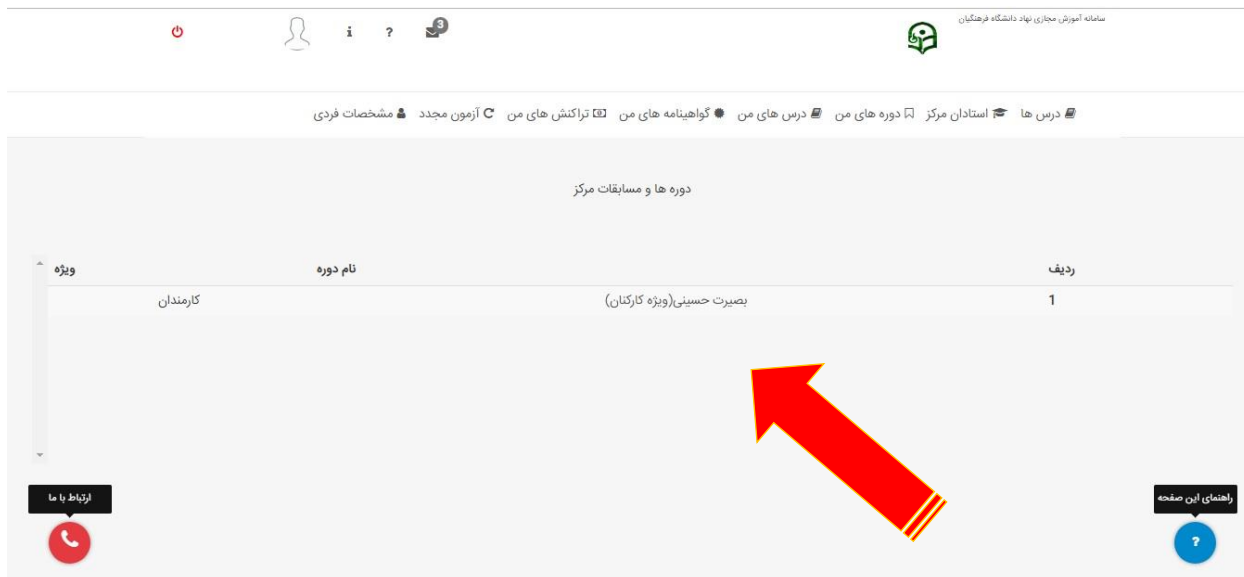 سامانه آموزش مجازی نهاد دانشگاه فرهنگیان
3
?
i
درس ها استادان مرکز دوره های من درس های من گواهینامه های من تراکنش های من آزمون مجدد مشخصات فردی
دوره ها و مسابقات مرکز
ردیف نام دوره ویژه
1 بصیرت حسینی(ویژه کارکنان) کارمندان
راهنمای این صفحه
?
ارتباط با ما